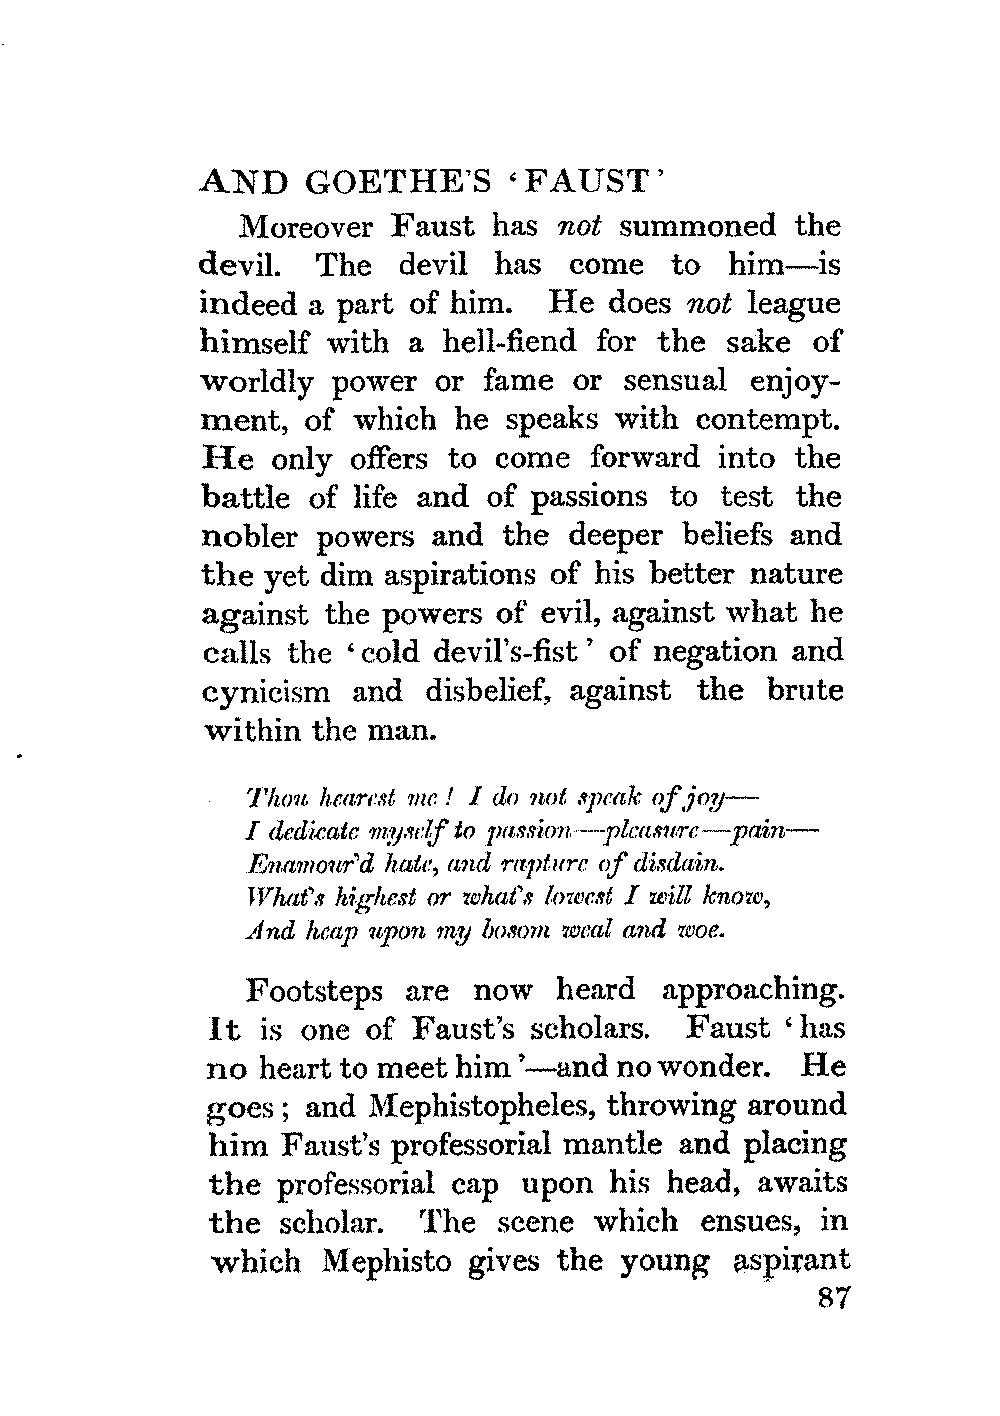 AND GOETHE'S ‘FAUST’
Moreover Faust has not summoned the
devil. The devil has come to him—is
indeed a part of him. He does not league
himself with a hell-fiend for the sake of
worldly power or fame or sensual enjoy-
ment, of which he speaks with contempt.
He only offers to come forward into the
battle of life and of passions to test the
nobler powers and the deeper beliefs and
the yet dim aspirations of his better nature
against the powers of evil, against what he
calls the ‘cold devil's-fist’ of negation and
cynicism and disbelief, against the brute
within the man.
Thou hearest me! I do not speak of joy—
I dedicate myself to passion—pleasure—pain—
Enamour'd hate, and rapture of disdain.
What's highest or what's lowest I will know,
And heap upon my bosom weal and woe.
Footsteps are now heard approaching.
It is one of Faust's scholars. Faust ‘has
no heart to meet him’—and no wonder. He
goes; and Mephistopheles, throwing around
him Faust's professorial mantle and placing
the professorial cap upon his head, awaits
the scholar. The scene which ensues, in
which Mephisto gives the young aspirant
87